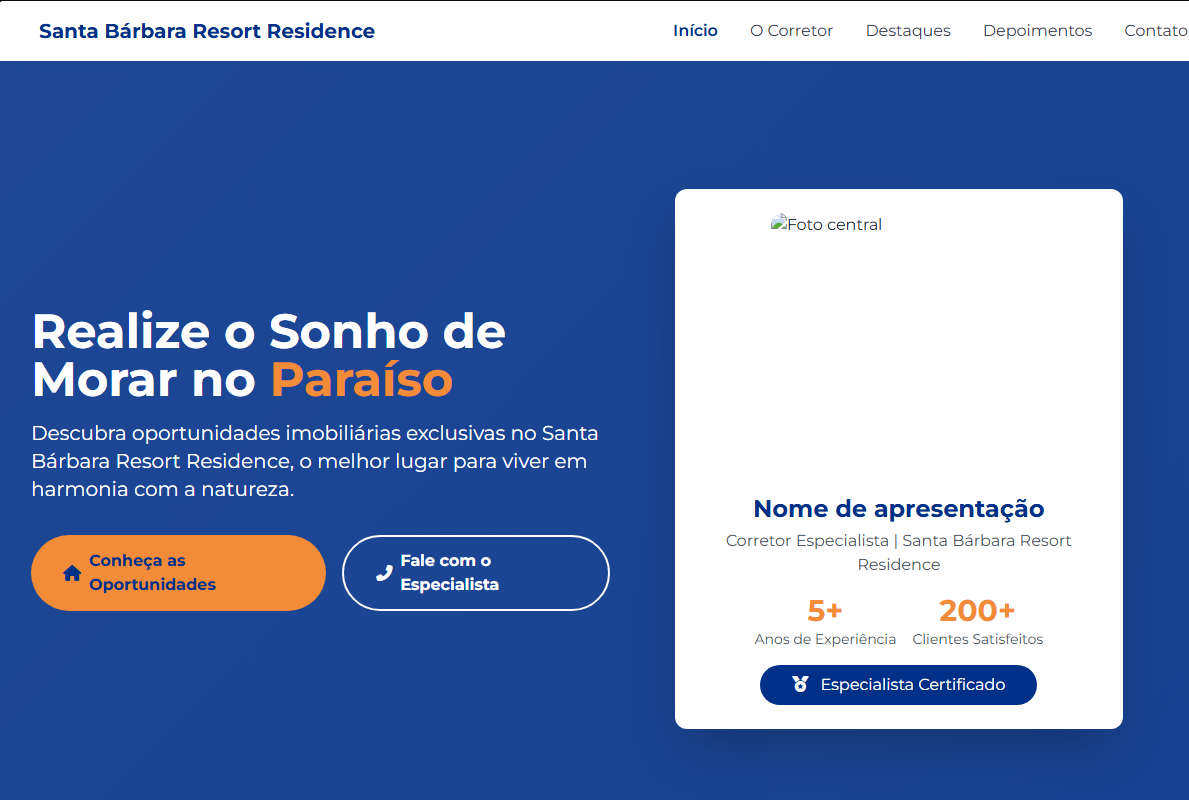 Santa Bárbara Resort Residence
Início
O Corretor
Destaques
Depoimentos
Contato
Realize o Sonho de
Morar no Paraíso
Descubra oportunidades imobiliárias exclusivas no Santa
Bárbara Resort Residence, o melhor lugar para viver em
harmonia com a natureza.
Conheça as
Oportunidades
Fale com o
Especialista
Foto central
Nome de apresentação
Corretor Especialista | Santa Bárbara Resort
Residence
5+
Anos de Experiência
200+
Clientes Satisfeitos
Especialista Certificado